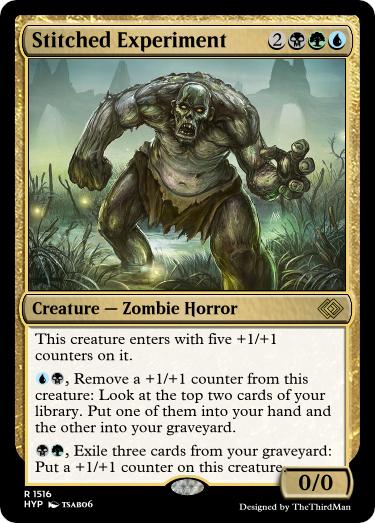 Stitched Experiment 2
This creature enters with five +1/+1
counters on it.
Creature — Zombie Horror
, Remove a +1/+1 counter from this
creature: Look at the top two cards of your
library. Put one of them into your hand and
the other into your graveyard.
, Exile three cards from your graveyard:
Put a +1/+1 counter on this creature.
0/0
R 1516
HYP TSABO6
Designed by TheThirdMan